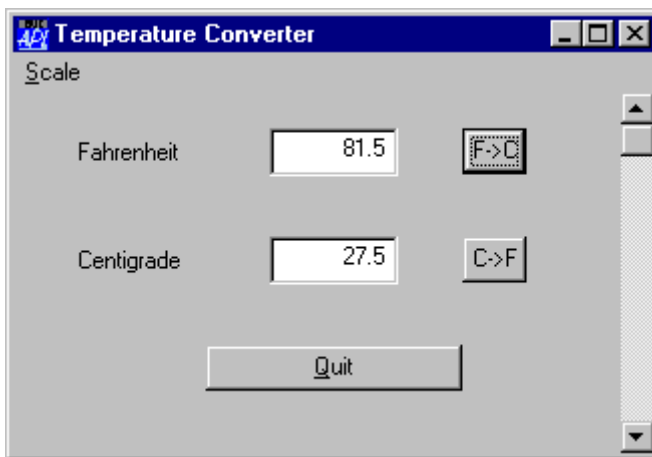 Temperature Converter
Scale
Fahrenheit 81.5 F->C
Centigrade 27.5 C->F
Quit